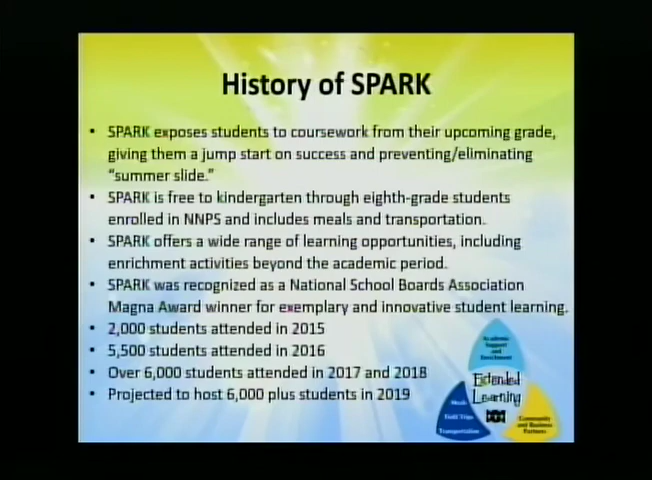 History of SPARK
• SPARK exposes students to coursework from their upcoming grade,
giving them a jump start on success and preventing/eliminating
“summer slide.”
• SPARK is free to kindergarten through eighth-grade students
enrolled in NNPS and includes meals and transportation.
• SPARK offers a wide range of learning opportunities, including
enrichment activities beyond the academic period.
• SPARK was recognized as a National School Boards Association
Magna Award winner for exemplary and innovative student learning.
• 2,000 students attended in 2015
• 5,500 students attended in 2016
• Over 6,000 students attended in 2017 and 2018
• Projected to host 6,000 plus students in 2019
Academic
Support
and
Enrichment
Extended
Learning
Meals
Field Trips
Transportation
Community
and Business
Partners